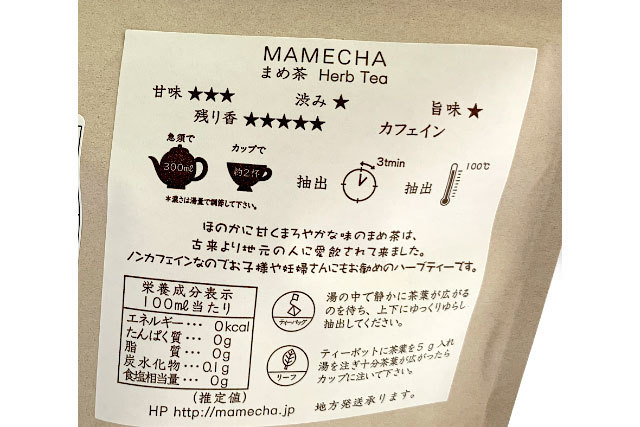 MAMECHA
まめ茶 Herb Tea
甘味 ★★★ 渋み ★ 旨味 ★
残り香 ★★★★★ カフェイン
急須で カップで
300ml 約2杯 抽出 3tmin 抽出 100℃
*濃さは湯量で調節して下さい。
ほのかに甘くまろやかな味のまめ茶は、
古来より地元の人に愛飲されて来ました。
ノンカフェインなのでお子様や妊婦さんにもお勧めのハーブティーです。
栄養成分表示
100ml当たり
エネルギー… 0kcal
たんぱく質… 0g
脂 質… 0g
炭水化物… 0.1g
食塩相当量… 0g
(推定値)
HP http://mamecha.jp
ティーバッグ
湯の中で静かに茶葉が広がる
のを待ち、上下にゆっくりゆらし
抽出してください。
リーフ
ティーポットに茶葉を5g入れ
湯を注ぎ十分茶葉が広がったら
カップに注いで下さい。
地方発送承ります。